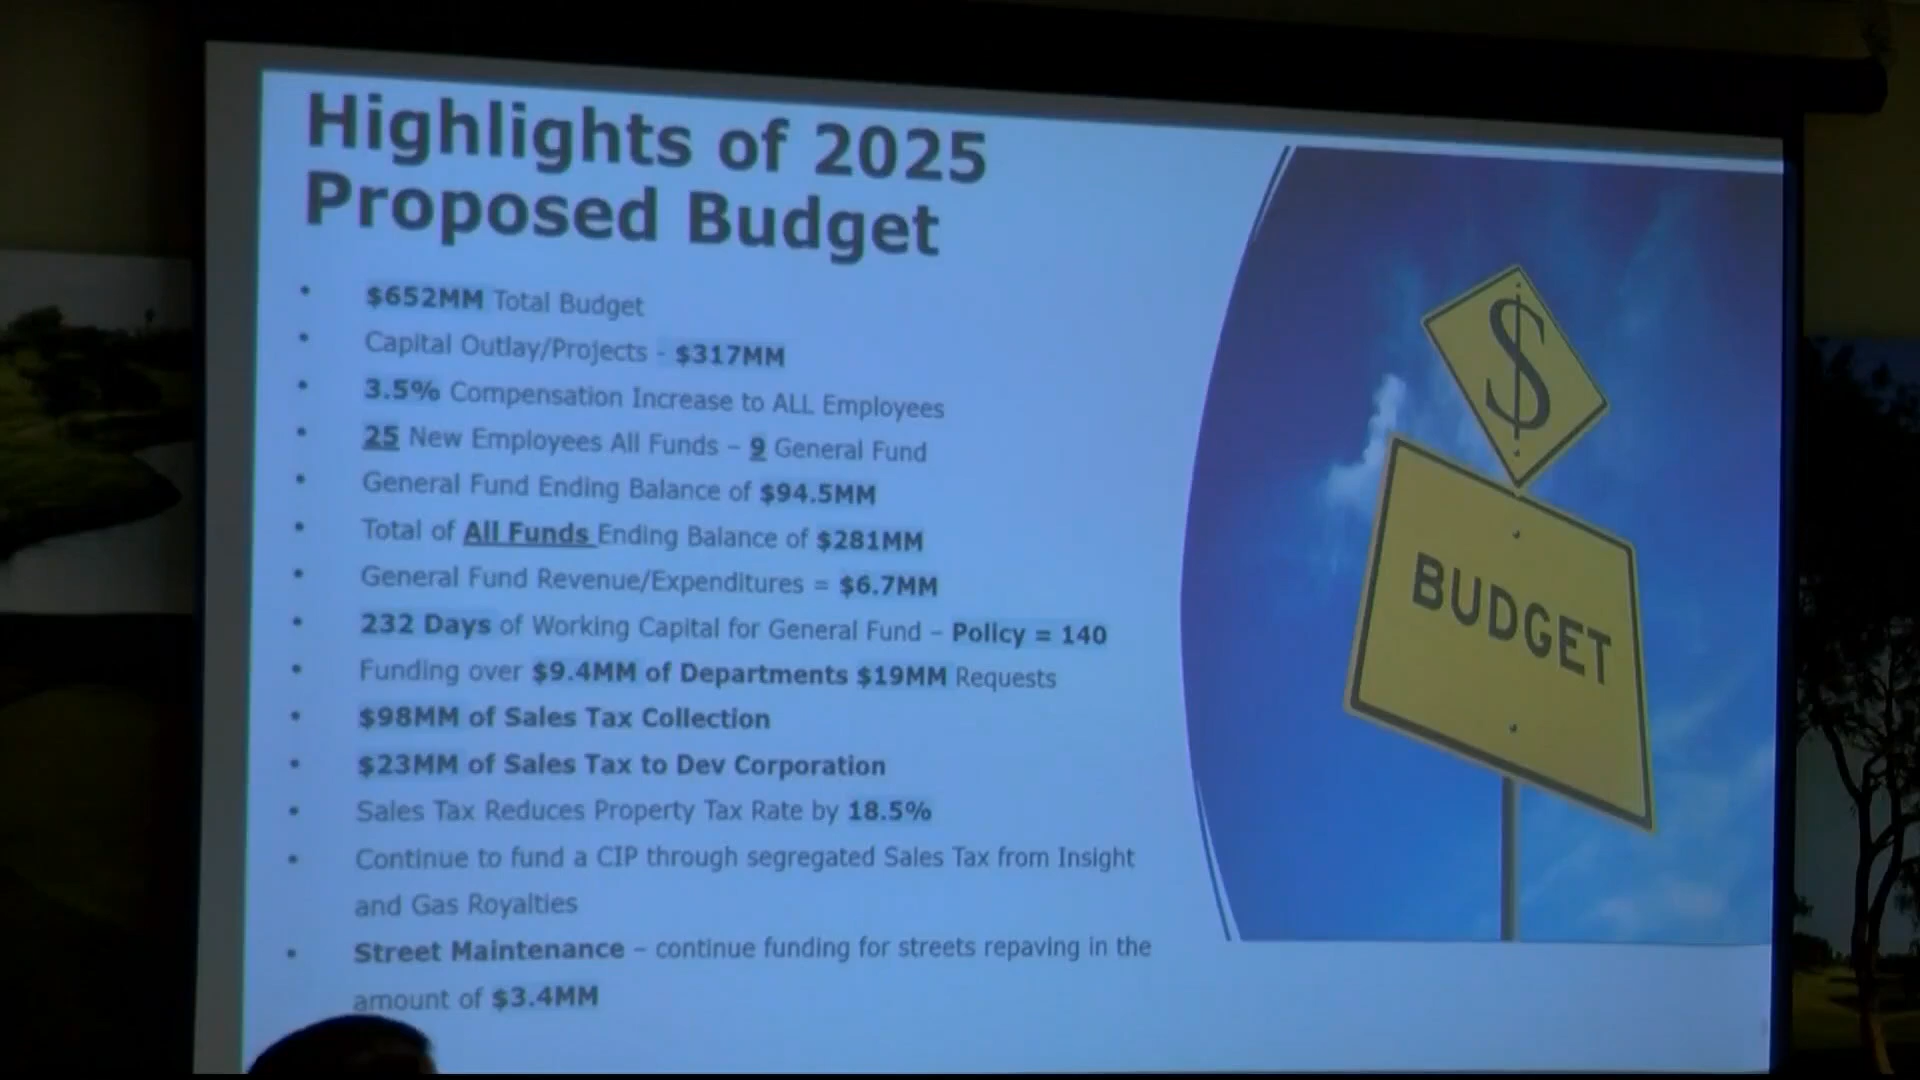 Highlights of 2025
Proposed Budget
• $652MM Total Budget
• Capital Outlay/Projects - $317MM
• 3.5% Compensation Increase to ALL Employees
• 25 New Employees All Funds – 9 General Fund
• General Fund Ending Balance of $94.5MM
• Total of All Funds Ending Balance of $281MM
• General Fund Revenue/Expenditures = $6.7MM
• 232 Days of Working Capital for General Fund – Policy = 140
• Funding over $9.4MM of Departments $19MM Requests
• $98MM of Sales Tax Collection
• $23MM of Sales Tax to Dev Corporation
• Sales Tax Reduces Property Tax Rate by 18.5%
• Continue to fund a CIP through segregated Sales Tax from Insight
and Gas Royalties
• Street Maintenance – continue funding for streets repaving in the
amount of $3.4MM
$
BUDGET